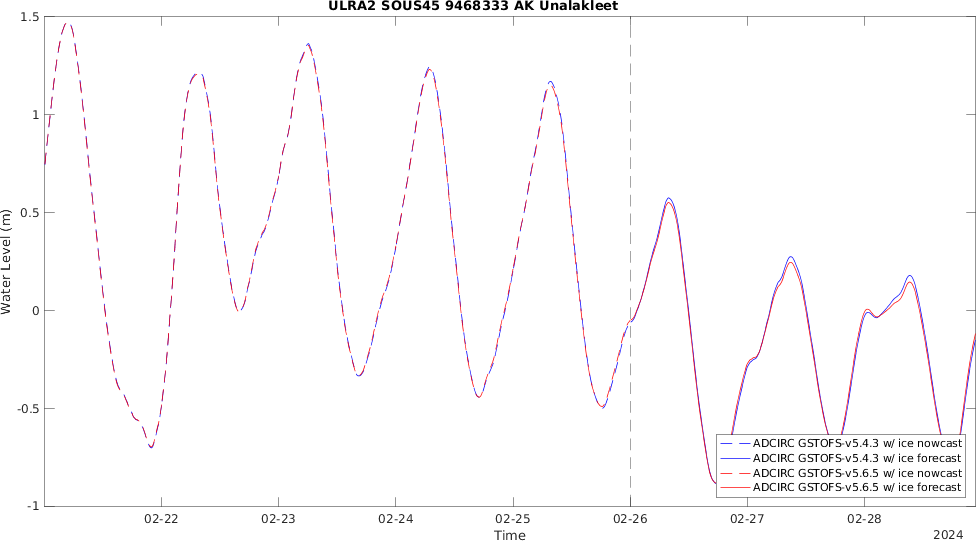 ULRA2 SOUS45 9468333 AK Unalakleet
1.5
1
0.5
0
-0.5
-1
Water Level (m)
02-22
02-23
02-24
02-25
02-26
02-27
02-28
Time
2024
ADCIRC GSTOFS-v5.4.3 w/ ice nowcast
ADCIRC GSTOFS-v5.4.3 w/ ice forecast
ADCIRC GSTOFS-v5.6.5 w/ ice nowcast
ADCIRC GSTOFS-v5.6.5 w/ ice forecast